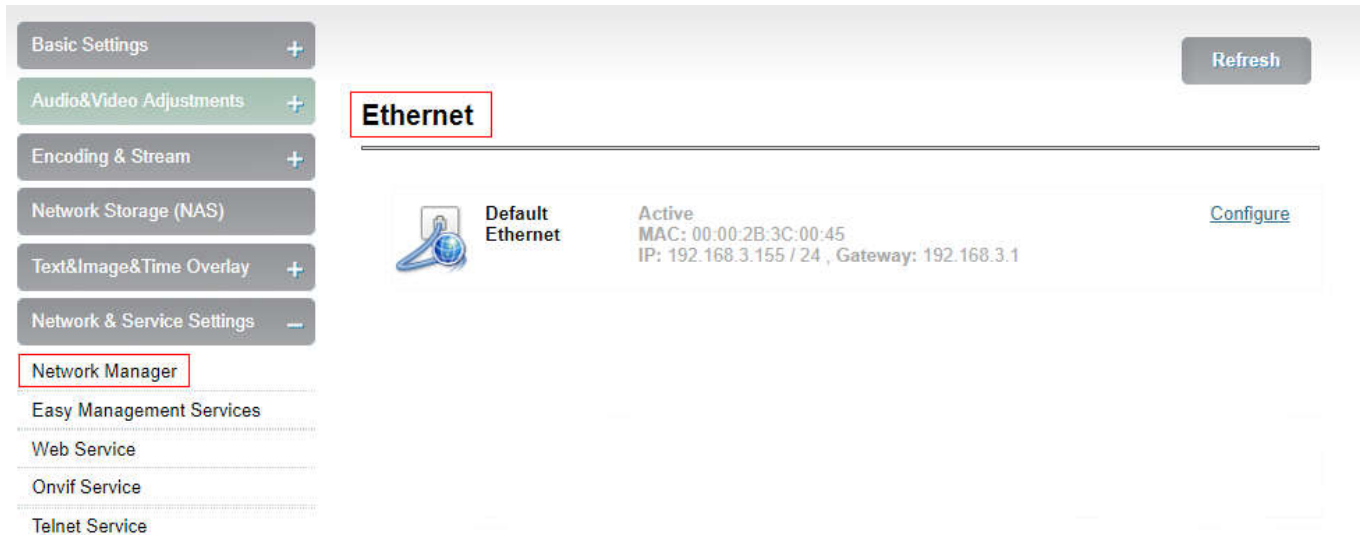 Basic Settings +
Refresh
Audio&Video Adjustments +
Ethernet
Encoding & Stream +
Network Storage (NAS)
Default Ethernet
Active
Configure
MAC: 00:00:2B:3C:00:45
IP: 192.168.3.155 / 24 , Gateway: 192.168.3.1
Text&Image&Time Overlay +
Network & Service Settings –
Network Manager
Easy Management Services
Web Service
Onvif Service
Telnet Service